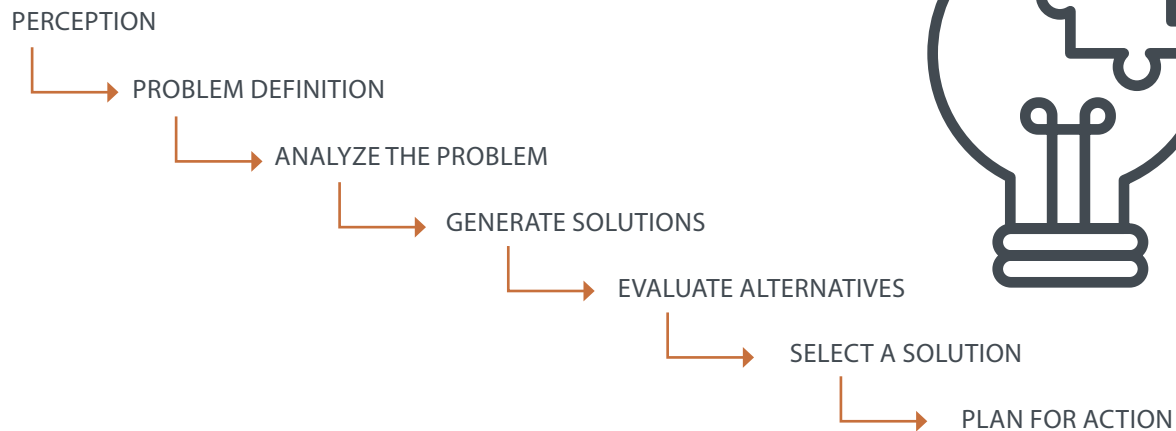 PERCEPTION
PROBLEM DEFINITION
ANALYZE THE PROBLEM
GENERATE SOLUTIONS
EVALUATE ALTERNATIVES
SELECT A SOLUTION
PLAN FOR ACTION